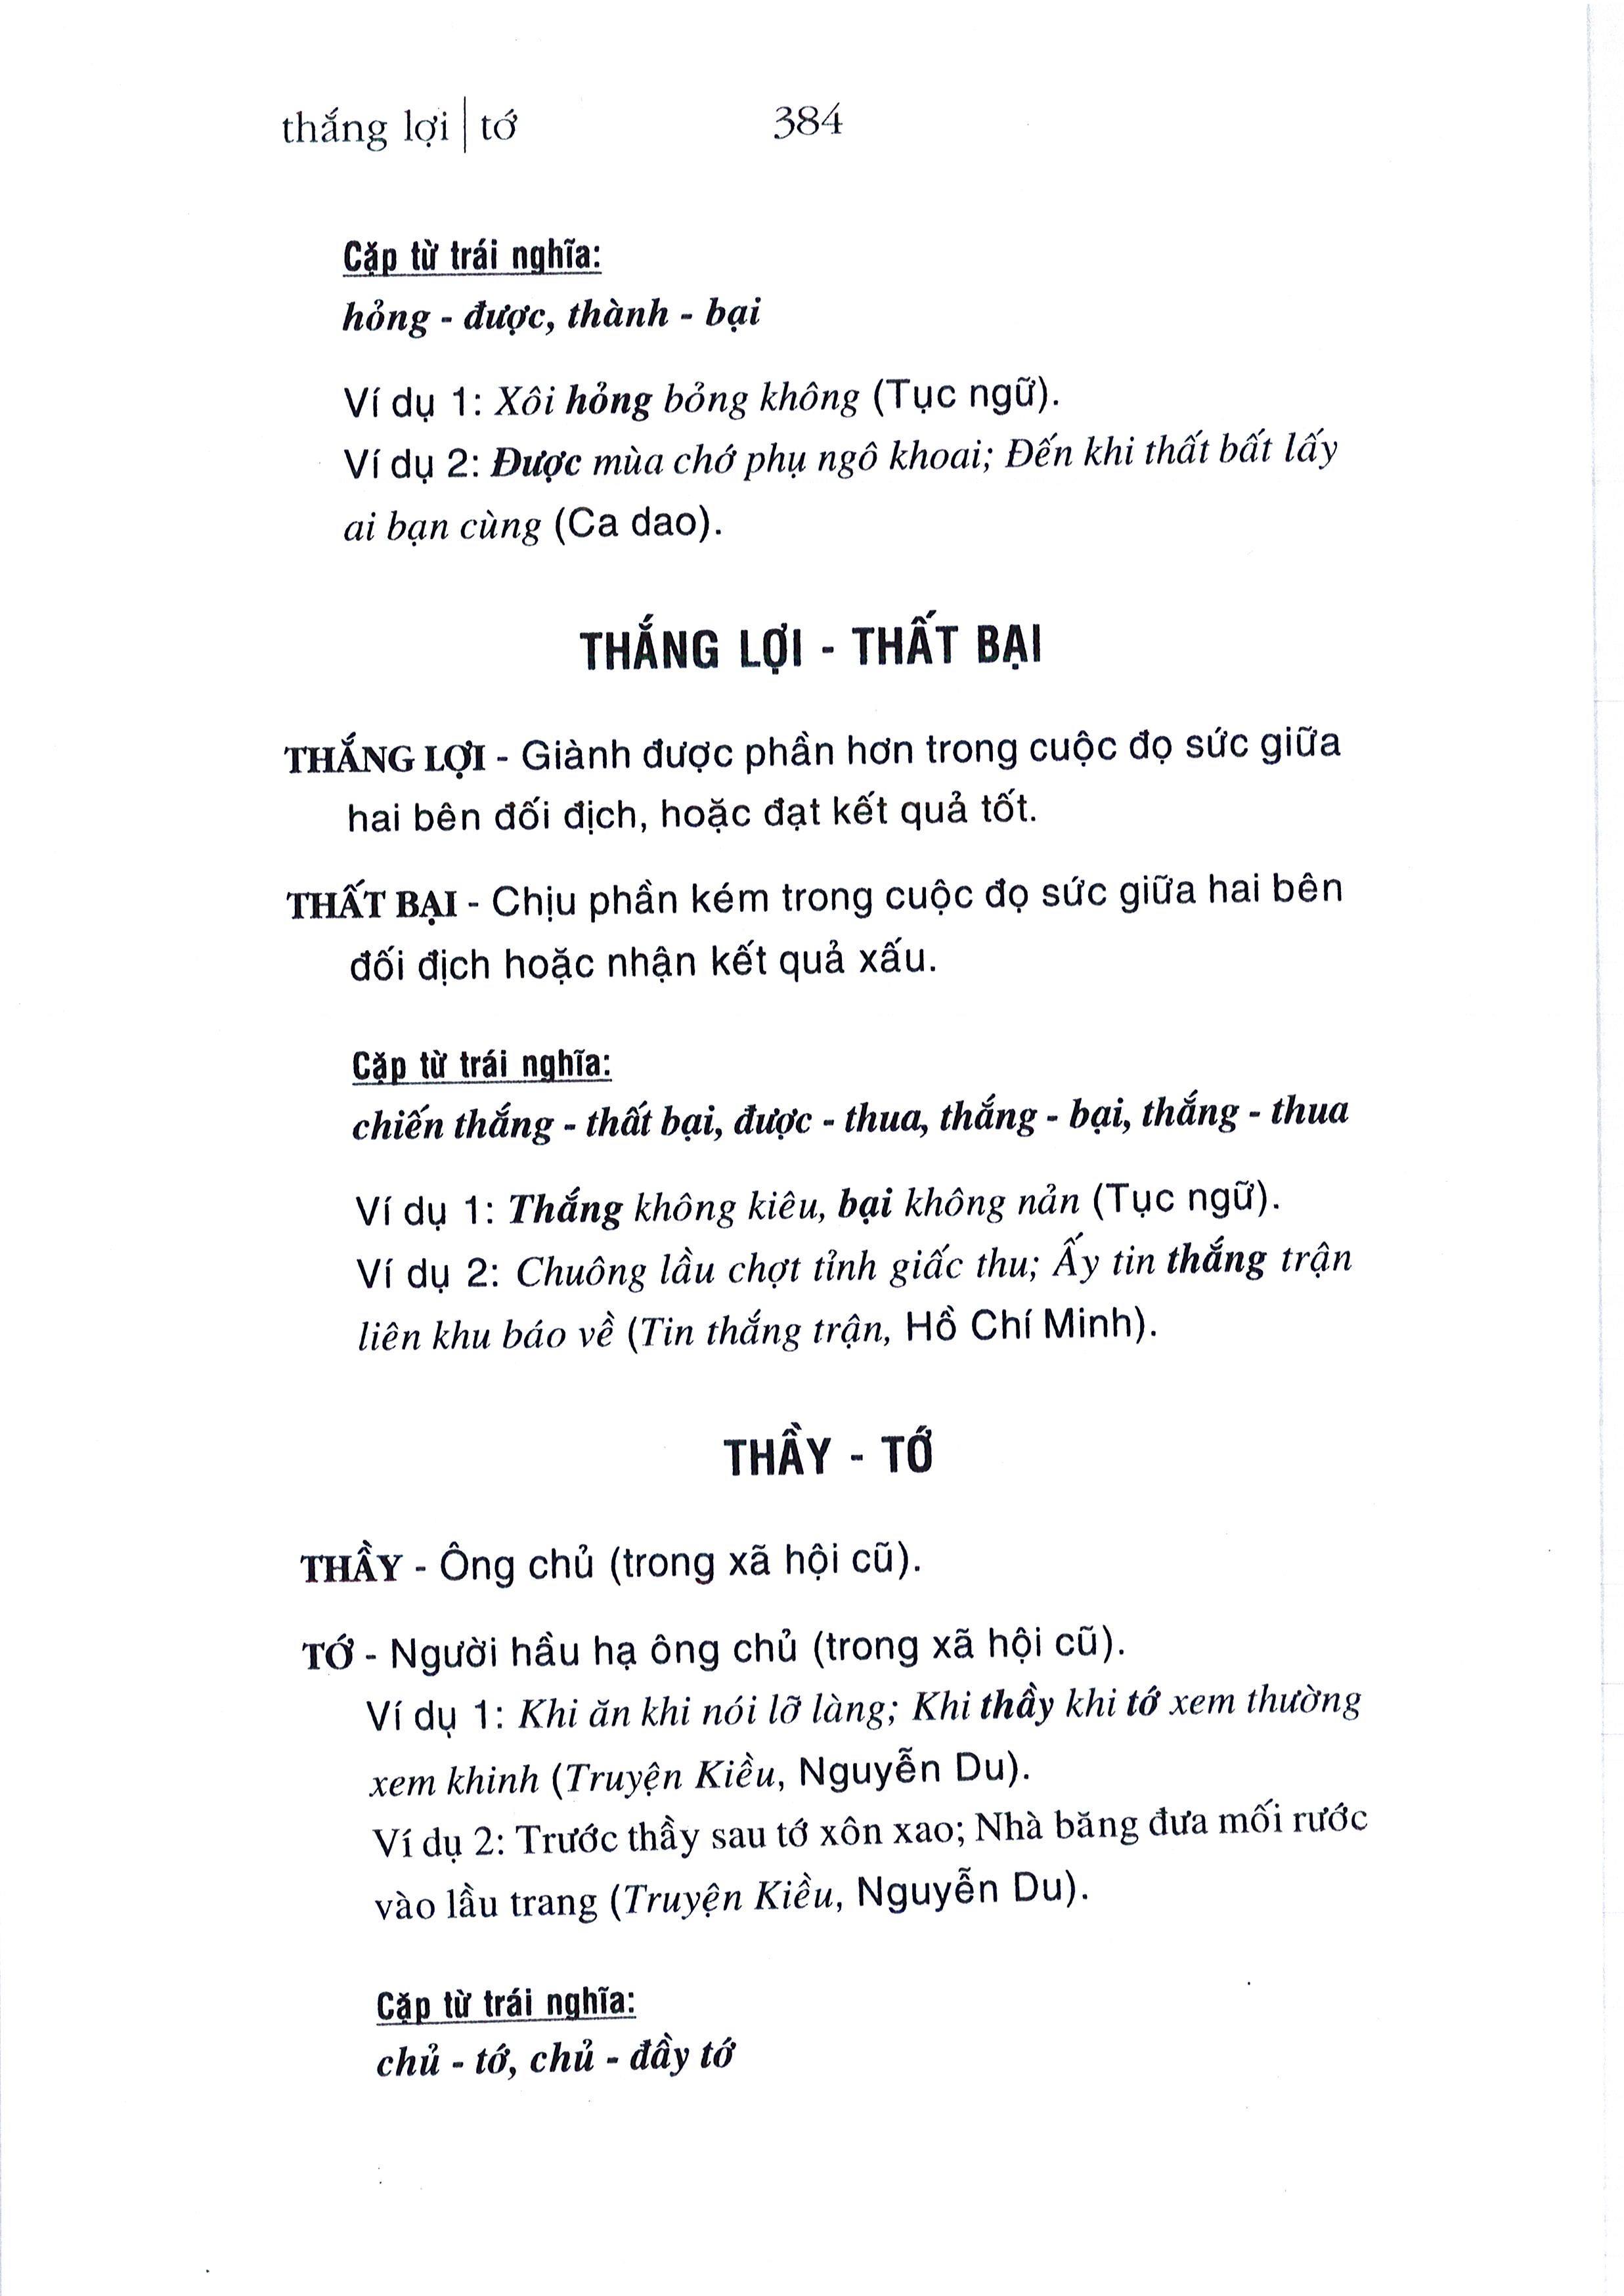 thắng lợi | tớ 384
Cặp từ trái nghĩa:
hỏng - được, thành - bại
Ví dụ 1: Xôi hỏng bỏng không (Tục ngữ).
Ví dụ 2: Được mùa chớ phụ ngô khoai; Đến khi thất bất lấy
ai bạn cùng (Ca dao).
THẮNG LỢI - THẤT BẠI
THẮNG LỢI - Giành được phần hơn trong cuộc đọ sức giữa
hai bên đối địch, hoặc đạt kết quả tốt.
THẤT BẠI - Chịu phần kém trong cuộc đọ sức giữa hai bên
đối địch hoặc nhận kết quả xấu.
Cặp từ trái nghĩa:
chiến thắng - thất bại, được - thua, thắng - bại, thắng - thua
Ví dụ 1: Thắng không kiêu, bại không nản (Tục ngữ).
Ví dụ 2: Chuông lầu chợt tỉnh giấc thu; Ấy tin thắng trận
liên khu báo về (Tin thắng trận, Hồ Chí Minh).
THẦY - TỚ
THẦY - Ông chủ (trong xã hội cũ).
TỚ - Người hầu hạ ông chủ (trong xã hội cũ).
Ví dụ 1: Khi ăn khi nói lỡ làng; Khi thầy khi tớ xem thường
xem khinh (Truyện Kiều, Nguyễn Du).
Ví dụ 2: Trước thầy sau tớ xôn xao; Nhà băng đưa mối rước
vào lầu trang (Truyện Kiều, Nguyễn Du).
Cặp từ trái nghĩa:
chủ - tớ, chủ - đầy tớ